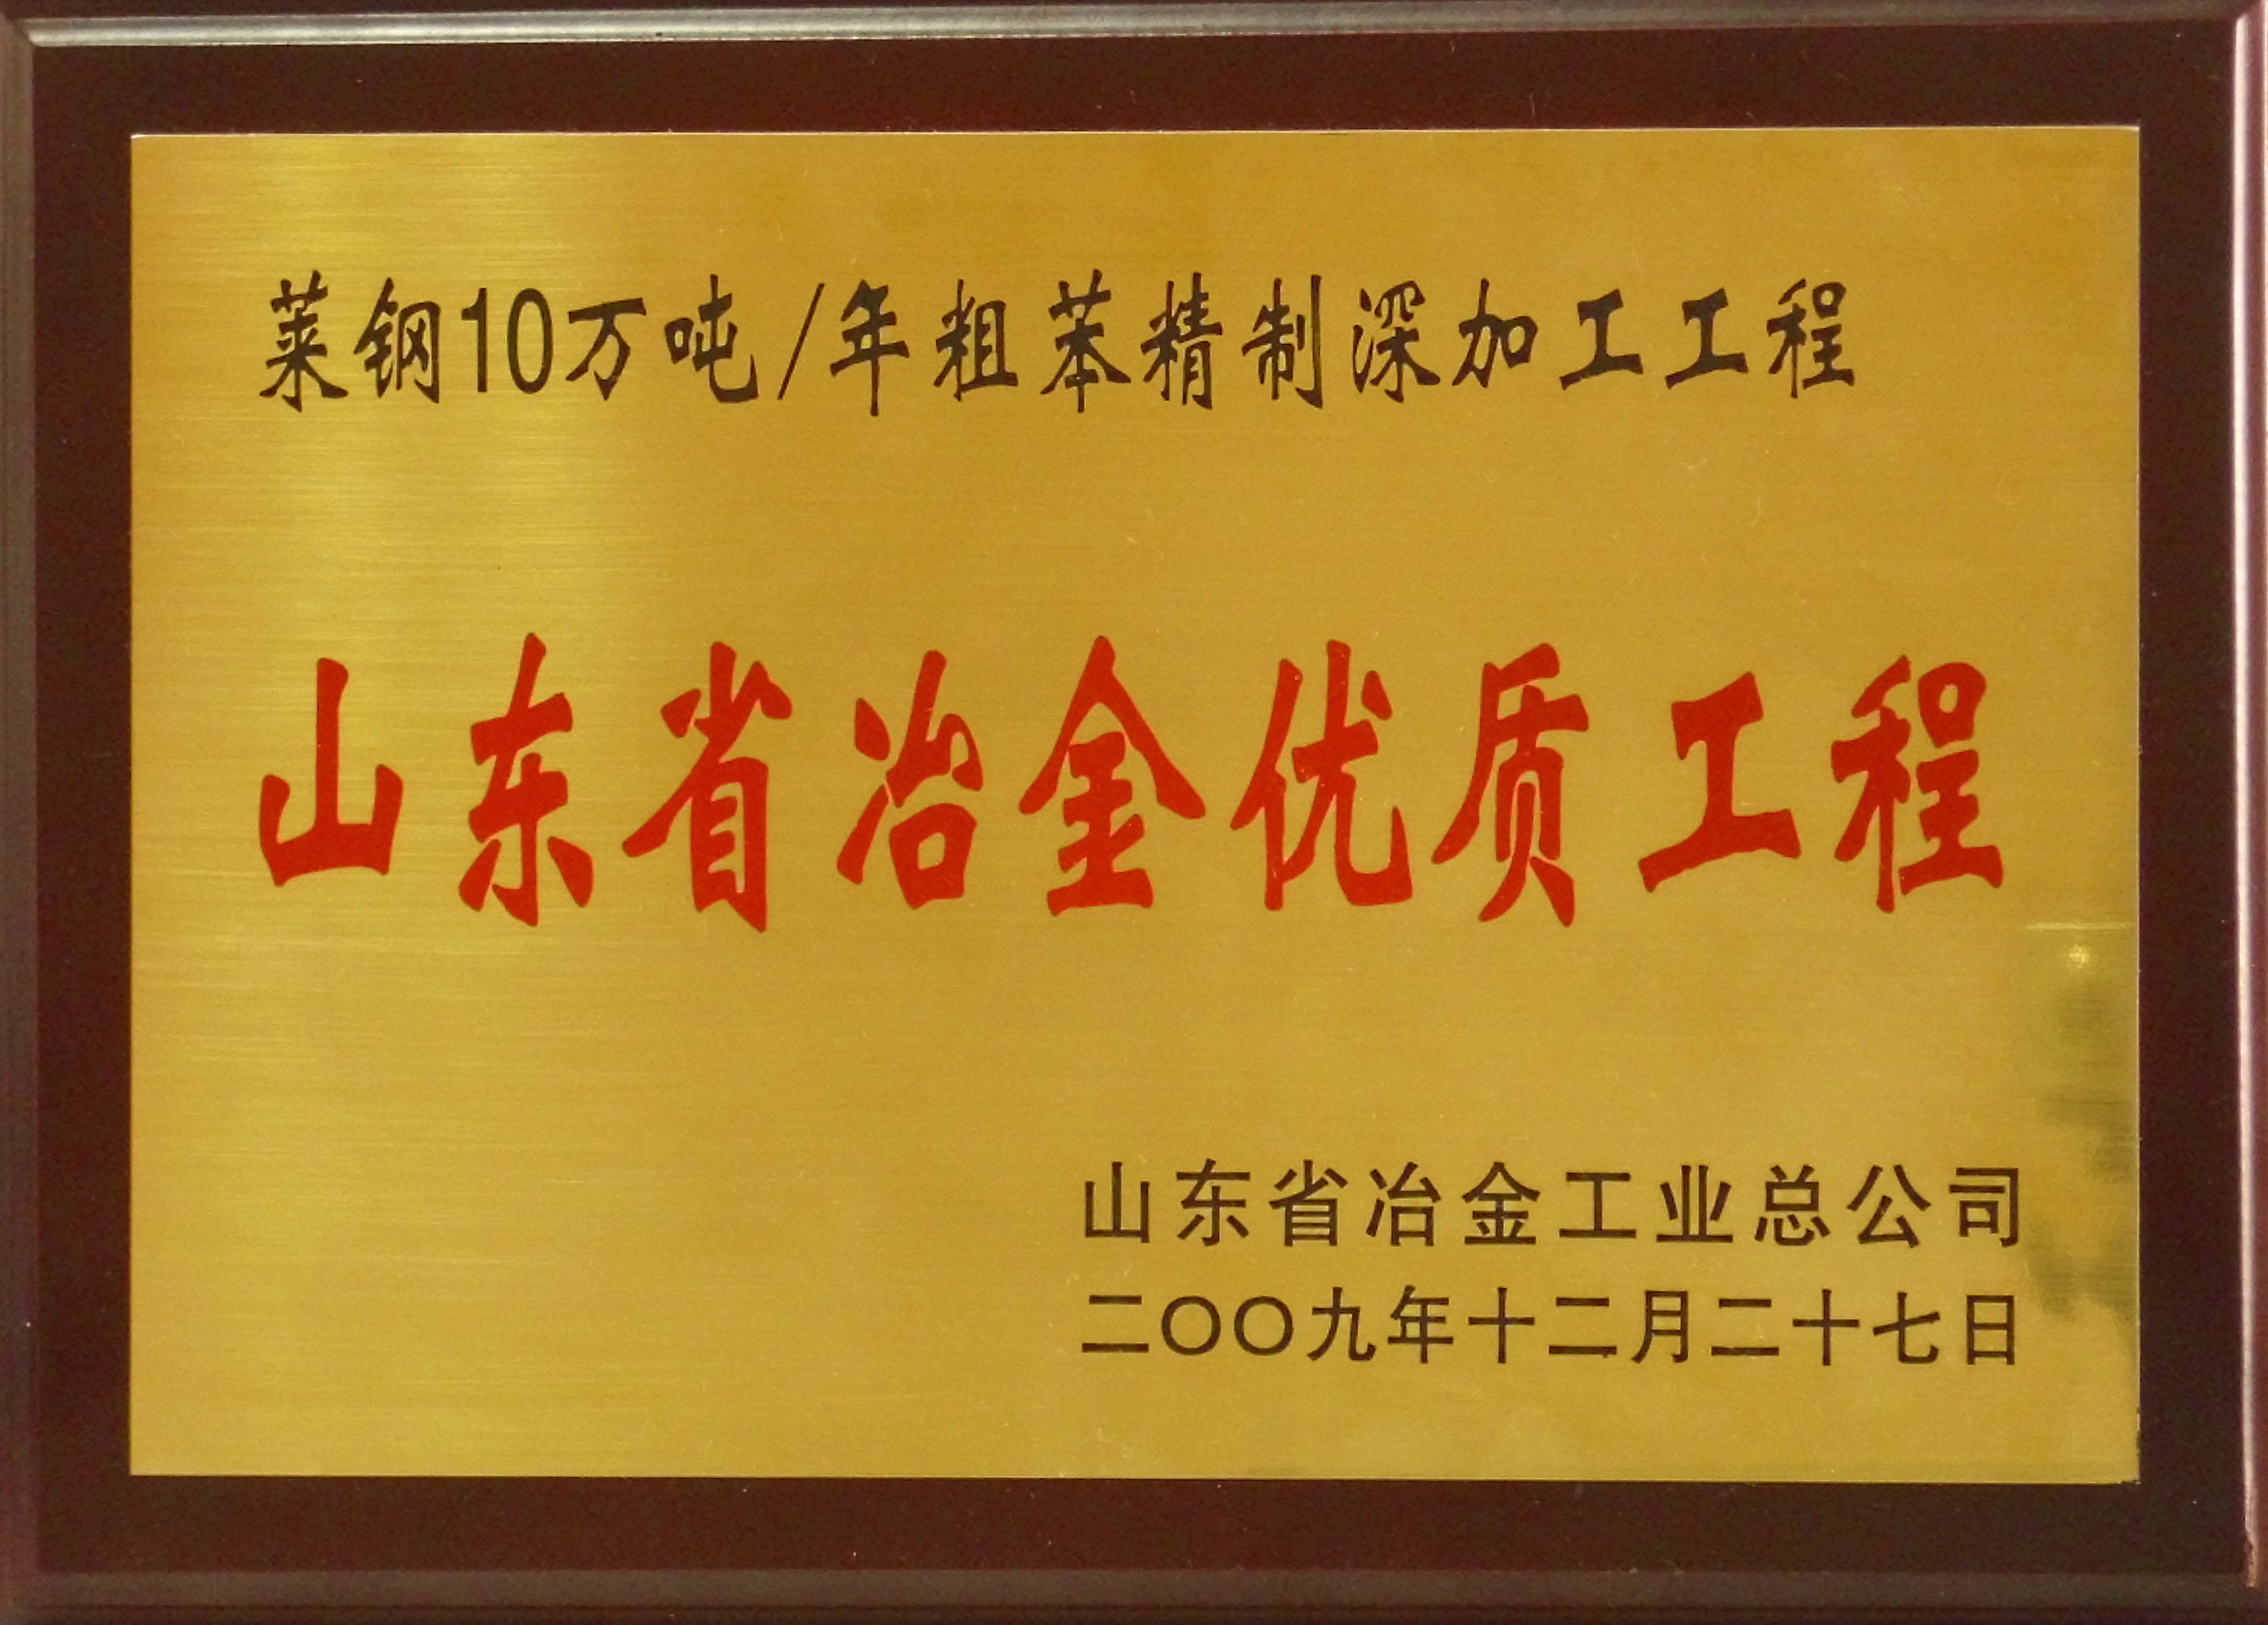 莱钢10万吨/年粗苯精制深加工工程
山东省冶金优质工程
山东省冶金工业总公司
二〇〇九年十二月二十七日